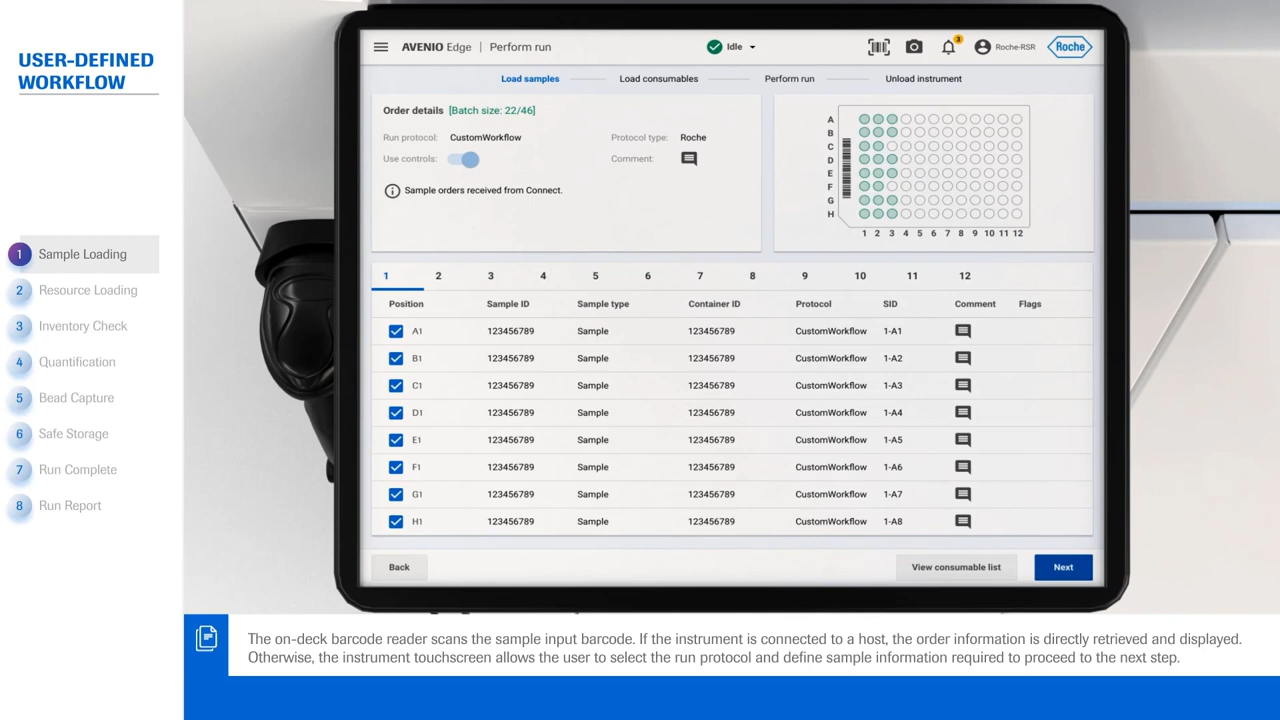 USER-DEFINED
WORKFLOW
1 Sample Loading
2 Resource Loading
3 Inventory Check
4 Quantification
5 Bead Capture
6 Safe Storage
7 Run Complete
8 Run Report
AVENIO Edge | Perform run
Idle
3
Roche-RSR
Roche
Load samples
Load consumables
Perform run
Unload instrument
Order details [Batch size: 22/46]
Run protocol: CustomWorkflow
Protocol type: Roche
Use controls:
Comment:
Sample orders received from Connect.
A
B
C
D
E
F
G
H
1 2 3 4 5 6 7 8 9 10 11 12
1 2 3 4 5 6 7 8 9 10 11 12
Position Sample ID Sample type Container ID Protocol SID Comment Flags
A1 123456789 Sample 123456789 CustomWorkflow 1-A1
B1 123456789 Sample 123456789 CustomWorkflow 1-A2
C1 123456789 Sample 123456789 CustomWorkflow 1-A3
D1 123456789 Sample 123456789 CustomWorkflow 1-A4
E1 123456789 Sample 123456789 CustomWorkflow 1-A5
F1 123456789 Sample 123456789 CustomWorkflow 1-A6
G1 123456789 Sample 123456789 CustomWorkflow 1-A7
H1 123456789 Sample 123456789 CustomWorkflow 1-A8
Back
View consumable list
Next
The on-deck barcode reader scans the sample input barcode. If the instrument is connected to a host, the order information is directly retrieved and displayed.
Otherwise, the instrument touchscreen allows the user to select the run protocol and define sample information required to proceed to the next step.